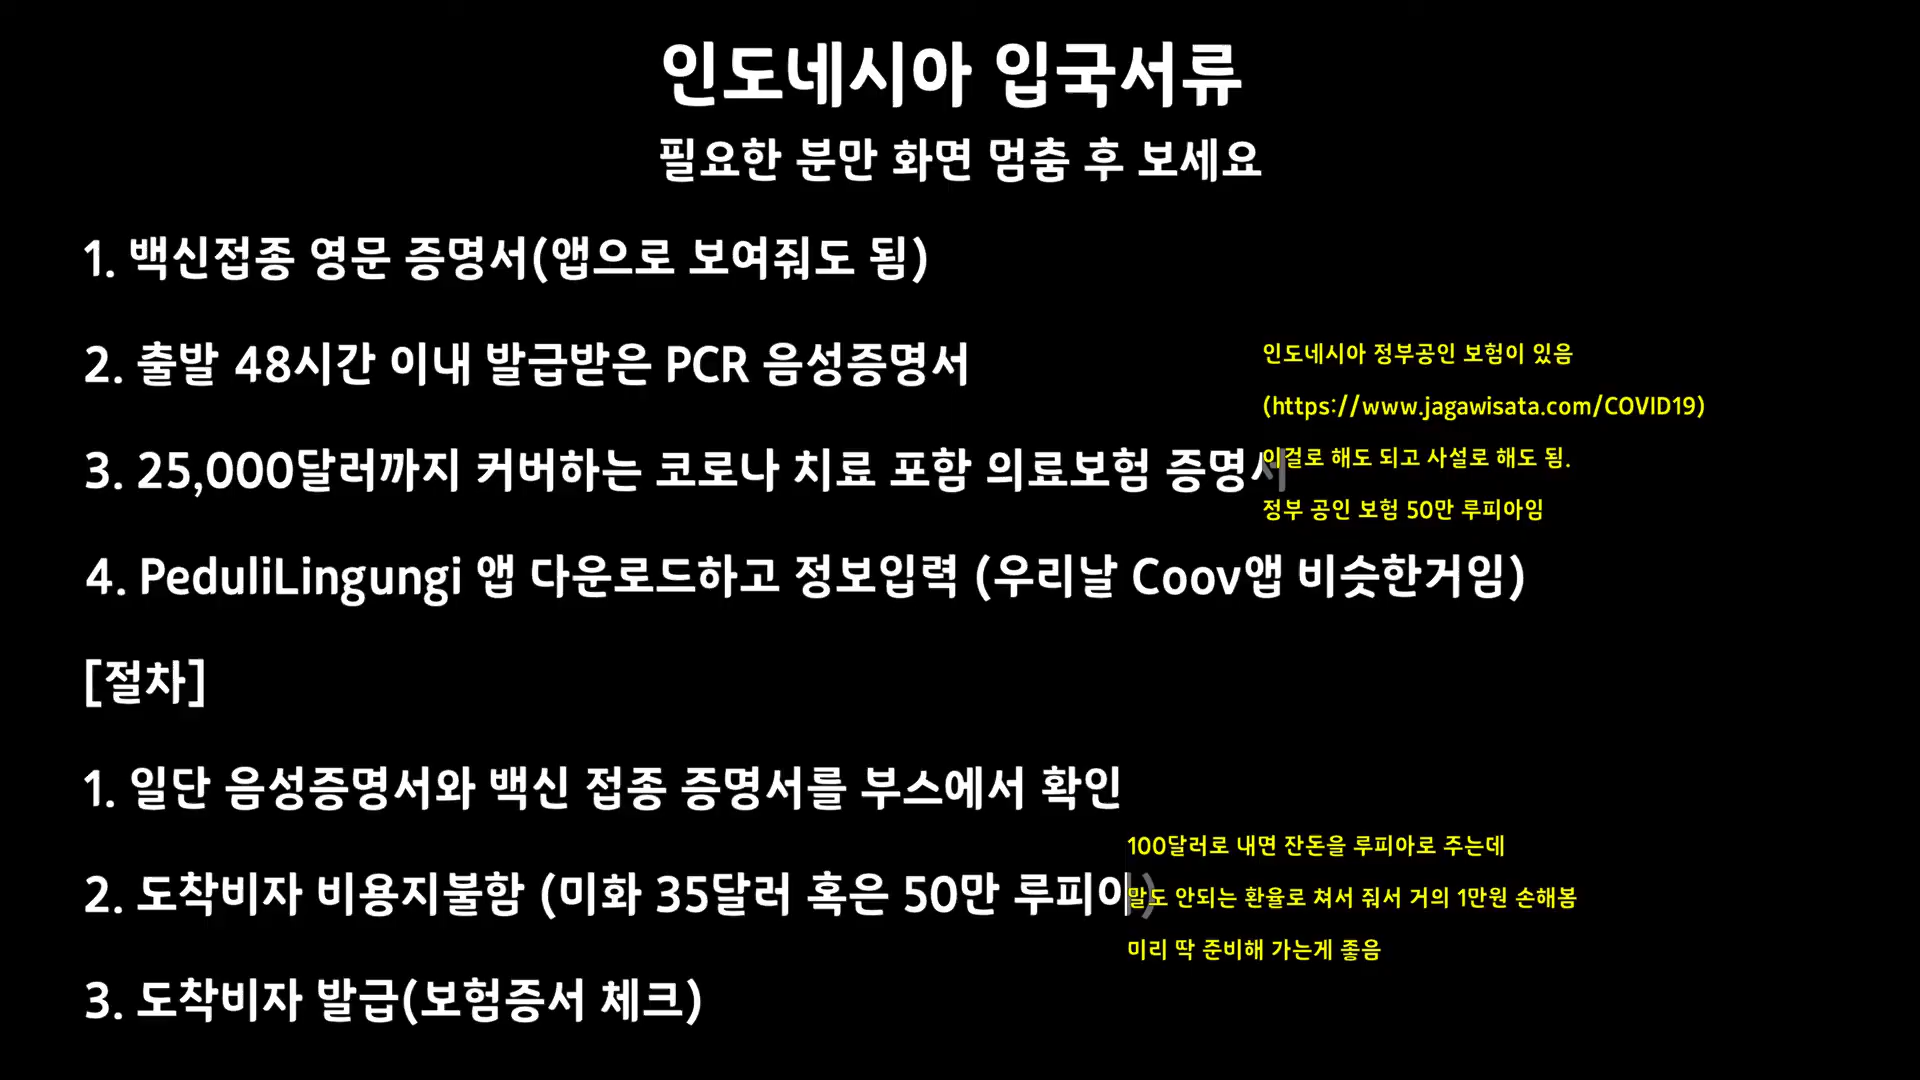 인도네시아 입국서류
필요한 분만 화면 멈춤 후 보세요
1. 백신접종 영문 증명서(앱으로 보여줘도 됨)
2. 출발 48시간 이내 발급받은 PCR 음성증명서
인도네시아 정부공인 보험이 있음
(https://www.jagawisata.com/COVID19)
3. 25,000달러까지 커버하는 코로나 치료 포함 의료보험 증명서
이걸로 해도 되고 사설로 해도 됨.
정부 공인 보험 50만 루피아임
4. PeduliLingungi 앱 다운로드하고 정보입력 (우리날 Coov앱 비슷한거임)
[절차]
1. 일단 음성증명서와 백신 접종 증명서를 부스에서 확인
100달러로 내면 잔돈을 루피아로 주는데
2. 도착비자 비용지불함 (미화 35달러 혹은 50만 루피아)
말도 안되는 환율로 쳐서 줘서 거의 1만원 손해봄
미리 딱 준비해 가는게 좋음
3. 도착비자 발급(보험증서 체크)